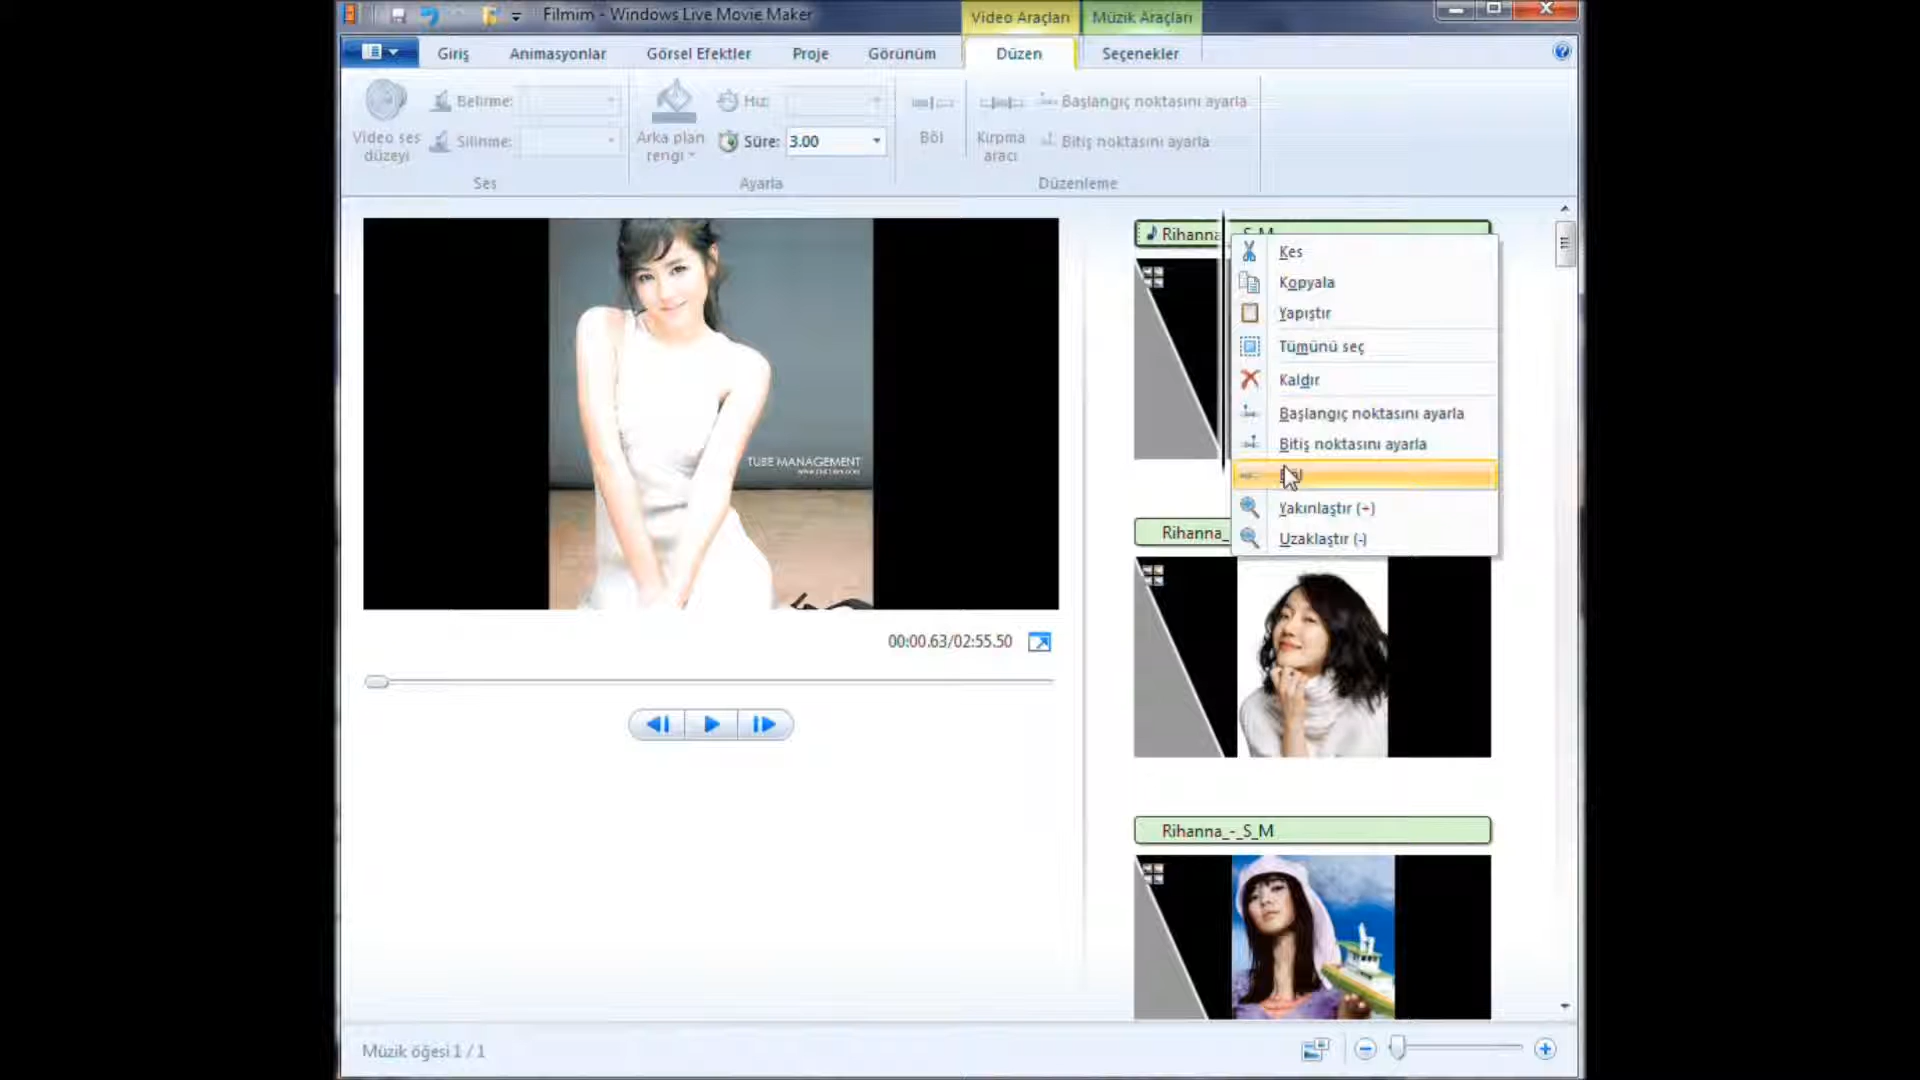 Filmim - Windows Live Movie Maker
Video Araçları
Müzik Araçları
Giriş
Animasyonlar
Görsel Efektler
Proje
Görünüm
Düzen
Seçenekler
Video ses düzeyi
Belirme:
Silinme:
Ses
Arka plan rengi
Hız:
Süre: 3.00
Ayarla
Böl
Kırpma aracı
Başlangıç noktasını ayarla
Bitiş noktasını ayarla
Düzenleme
TUBE MANAGEMENT
00:00.63/02:55.50
Rihanna
S_M
Kes
Kopyala
Yapıştır
Tümünü seç
Kaldır
Başlangıç noktasını ayarla
Bitiş noktasını ayarla
Yakınlaştır (+)
Uzaklaştır (-)
Rihanna_
Rihanna_-_S_M
Müzik öğesi 1 / 1